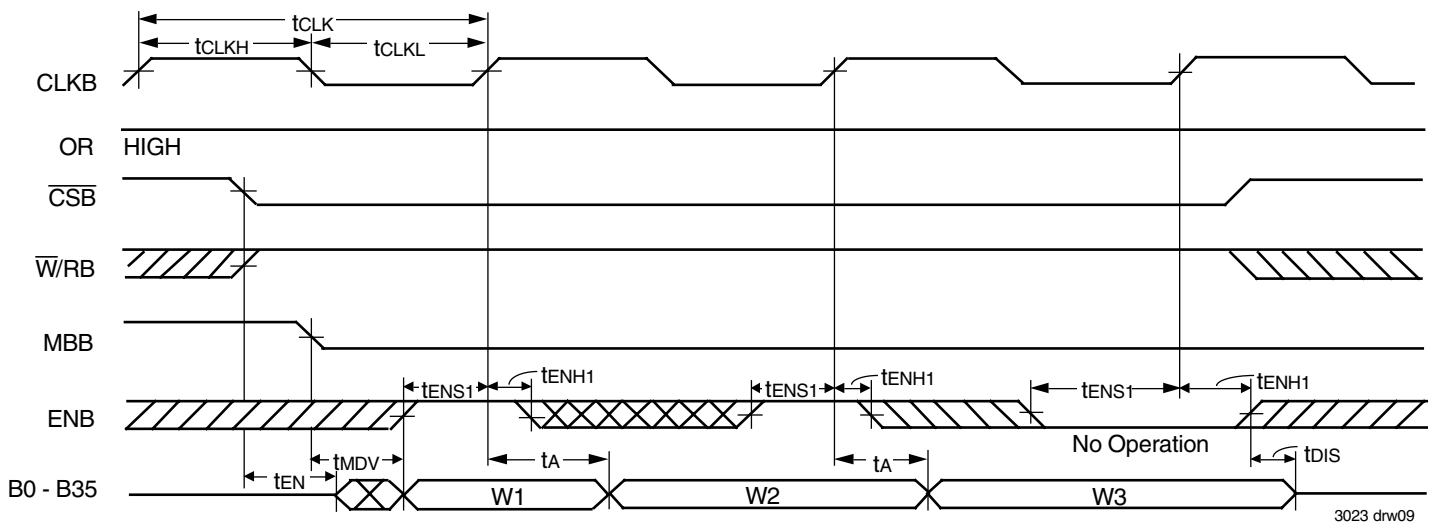 tCLK
tCLKH tCLKL
CLKB
OR HIGH
CSB
W/RB
MBB
tENS1 tENH1 tENS1 tENH1 tENS1 tENH1
ENB
No Operation
tEN tMDV tA tA tDIS
B0 - B35 W1 W2 W3
3023 drw09